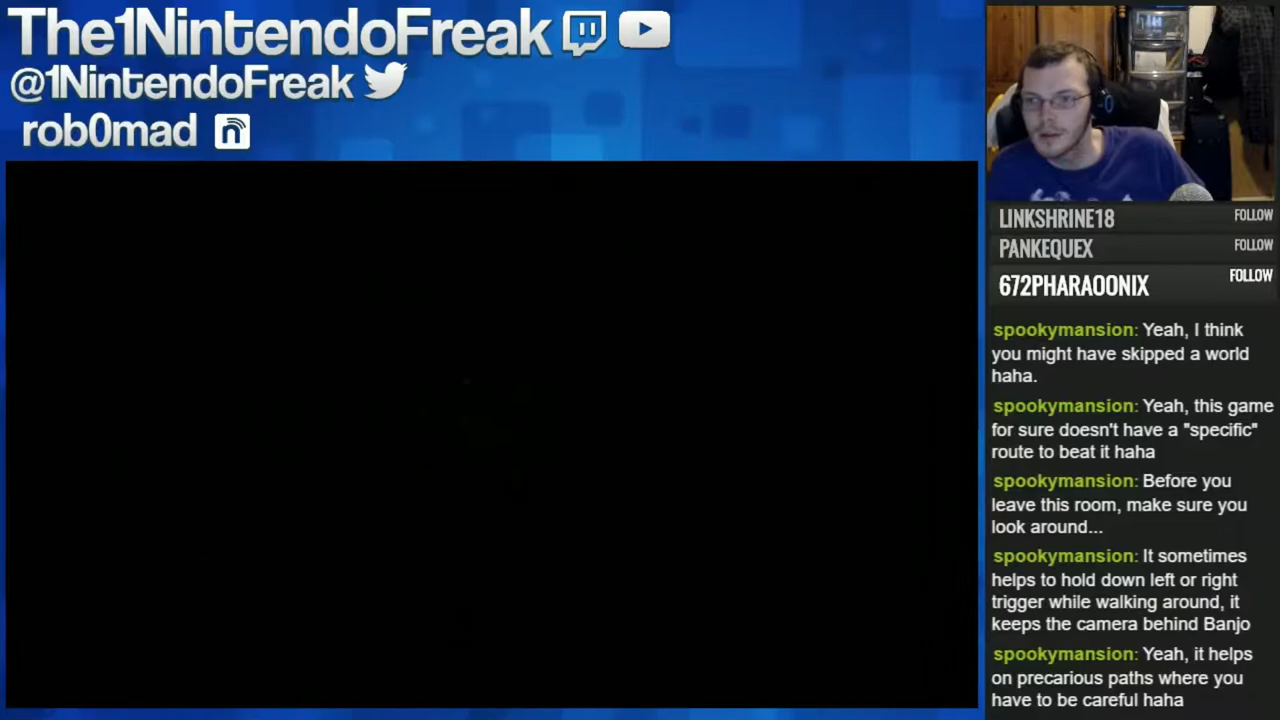 The1NintendoFreak
@1NintendoFreak
rob0mad
LINKSHRINE18 FOLLOW
PANKEQUEX FOLLOW
672PHARAOONIX FOLLOW
spookymansion: Yeah, I think
you might have skipped a world
haha.
spookymansion: Yeah, this game
for sure doesn't have a "specific"
route to beat it haha
spookymansion: Before you
leave this room, make sure you
look around...
spookymansion: It sometimes
helps to hold down left or right
trigger while walking around, it
keeps the camera behind Banjo
spookymansion: Yeah, it helps
on precarious paths where you
have to be careful haha